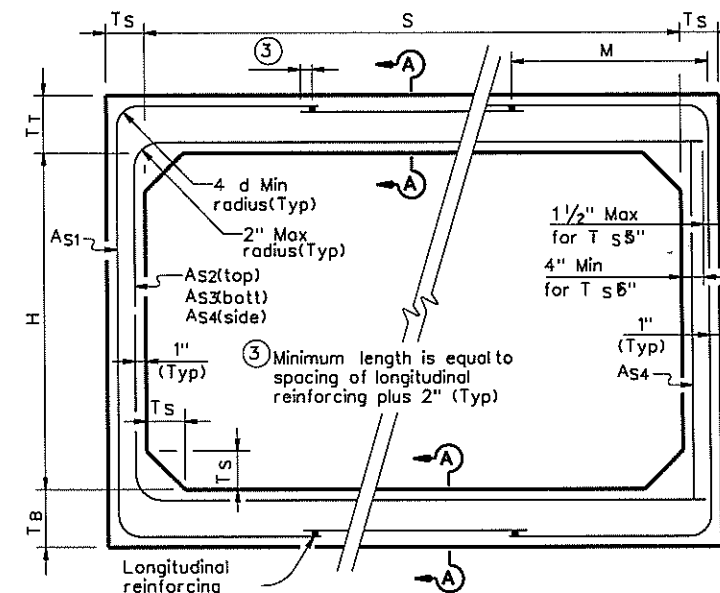 TS
S
TS
3
M
A
TT
A
4 d Min
radius(Typ)
2" Max
radius(Typ)
AS1
AS2(top)
AS3(bott)
AS4(side)
1 1/2" Max
for T S
4" Min
for T S
H
1"
(Typ)
1"
(Typ)
3 Minimum length is equal to
spacing of longitudinal
reinforcing plus 2" (Typ)
AS4
TS
TS
A
TB
Longitudinal
reinforcing
A